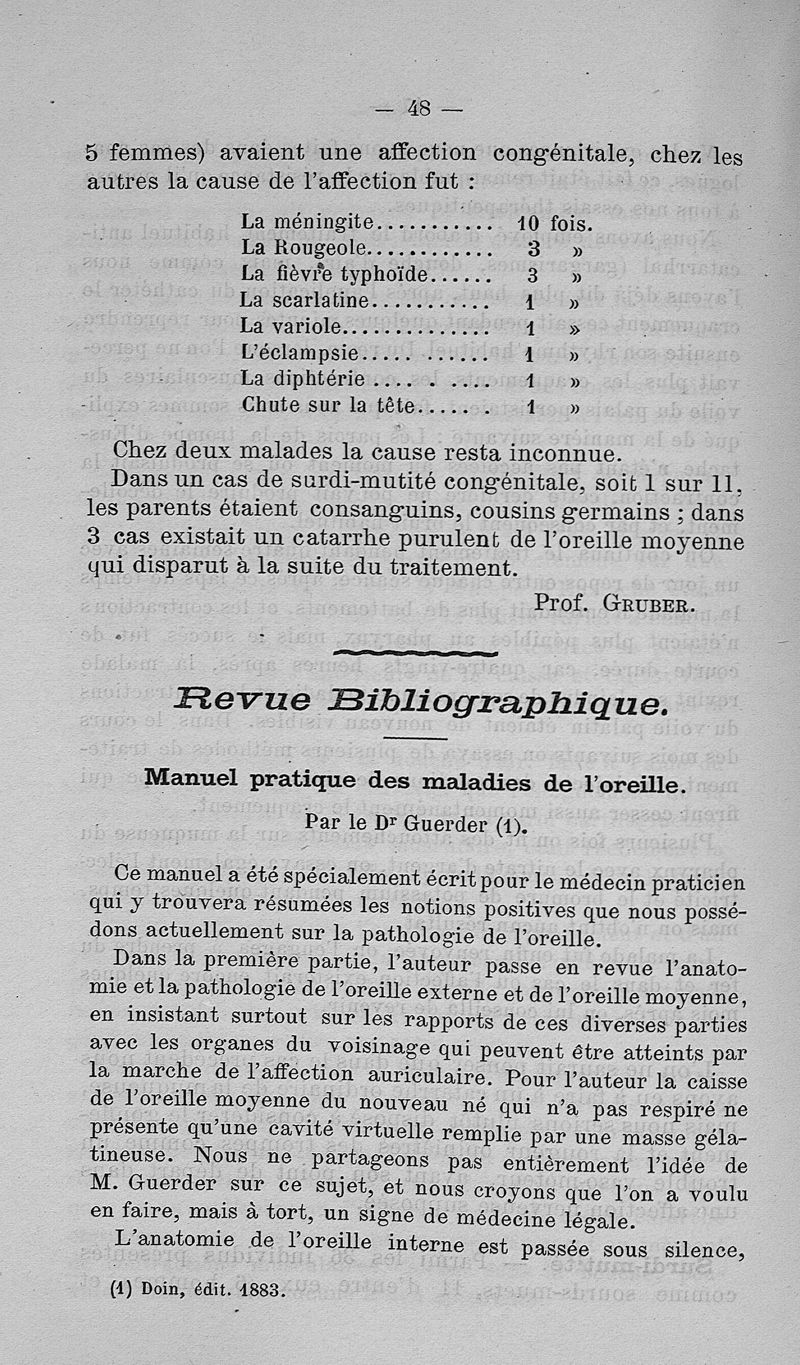 — 48 —
5 femmes) avaient une affection congénitale, chez les
autres la cause de l'affection fut :
La méningite........... 10 fois.
La Rougeole............ 3 »
La fièvre typhoïde...... 3 »
La scarlatine........... 1 »
La variole.............. 1 »
L'éclampsie..... ...... 1 »
La diphtérie .... . .... 1 »
Chute sur la tête...... . 1 »
Chez deux malades la cause resta inconnue.
Dans un cas de surdi-mutité congénitale, soit 1 sur 11,
les parents étaient consanguins, cousins germains ; dans
3 cas existait un catarrhe purulent de l'oreille moyenne
qui disparut à la suite du traitement.
Prof. GRUBER.
Revue Bibliographique.
Manuel pratique des maladies de l'oreille.
Par le Dr Guerder (1).
Ce manuel a été spécialement écrit pour le médecin praticien
qui y trouvera résumées les notions positives que nous possé-
dons actuellement sur la pathologie de l'oreille.
Dans la première partie, l'auteur passe en revue l'anato-
mie et la pathologie de l'oreille externe et de l'oreille moyenne,
en insistant surtout sur les rapports de ces diverses parties
avec les organes du voisinage qui peuvent être atteints par
la marche de l'affection auriculaire. Pour l'auteur la caisse
de l'oreille moyenne du nouveau né qui n'a pas respiré ne
présente qu'une cavité virtuelle remplie par une masse géla-
tineuse. Nous ne partageons pas entièrement l'idée de
M. Guerder sur ce sujet, et nous croyons que l'on a voulu
en faire, mais à tort, un signe de médecine légale.
L'anatomie de l'oreille interne est passée sous silence,
(1) Doin, édit. 1883.